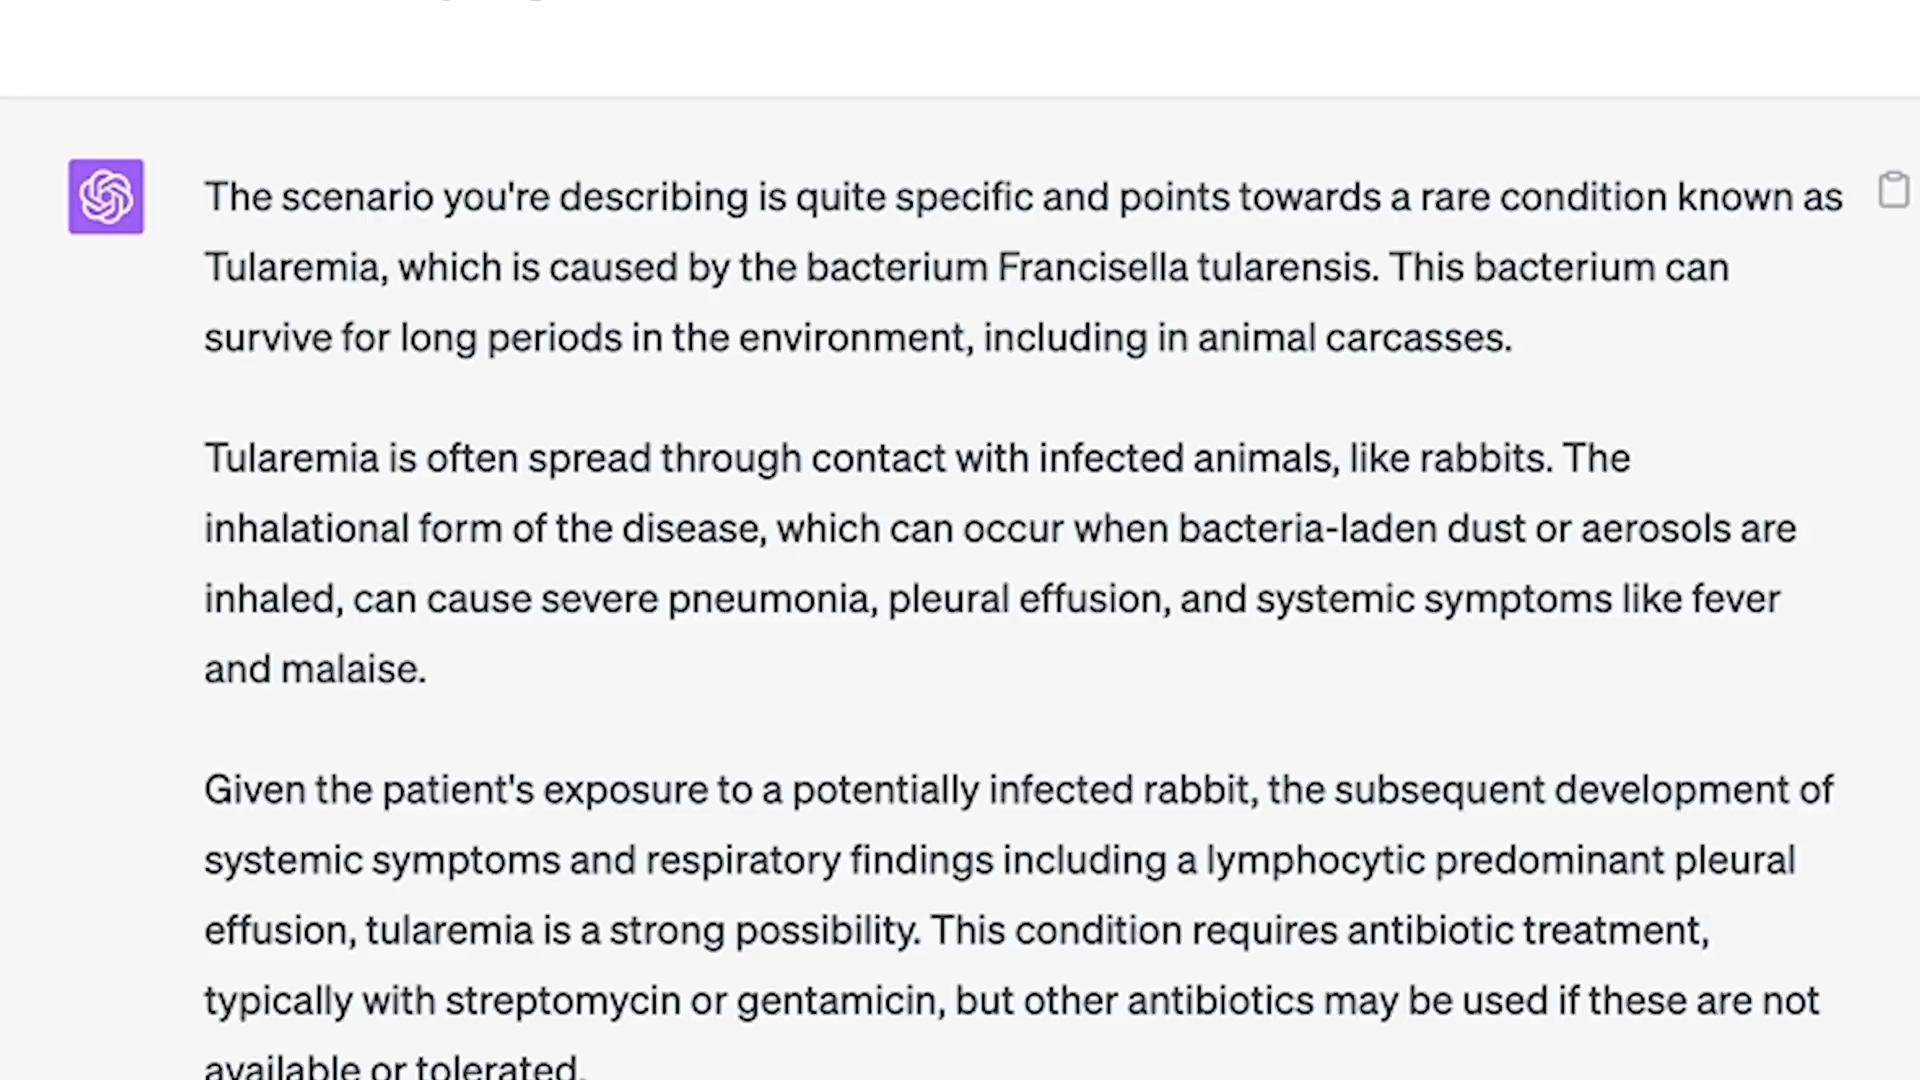 The scenario you're describing is quite specific and points towards a rare condition known as
Tularemia, which is caused by the bacterium Francisella tularensis. This bacterium can
survive for long periods in the environment, including in animal carcasses.
Tularemia is often spread through contact with infected animals, like rabbits. The
inhalational form of the disease, which can occur when bacteria-laden dust or aerosols are
inhaled, can cause severe pneumonia, pleural effusion, and systemic symptoms like fever
and malaise.
Given the patient's exposure to a potentially infected rabbit, the subsequent development of
systemic symptoms and respiratory findings including a lymphocytic predominant pleural
effusion, tularemia is a strong possibility. This condition requires antibiotic treatment,
typically with streptomycin or gentamicin, but other antibiotics may be used if these are not
available or tolerated.